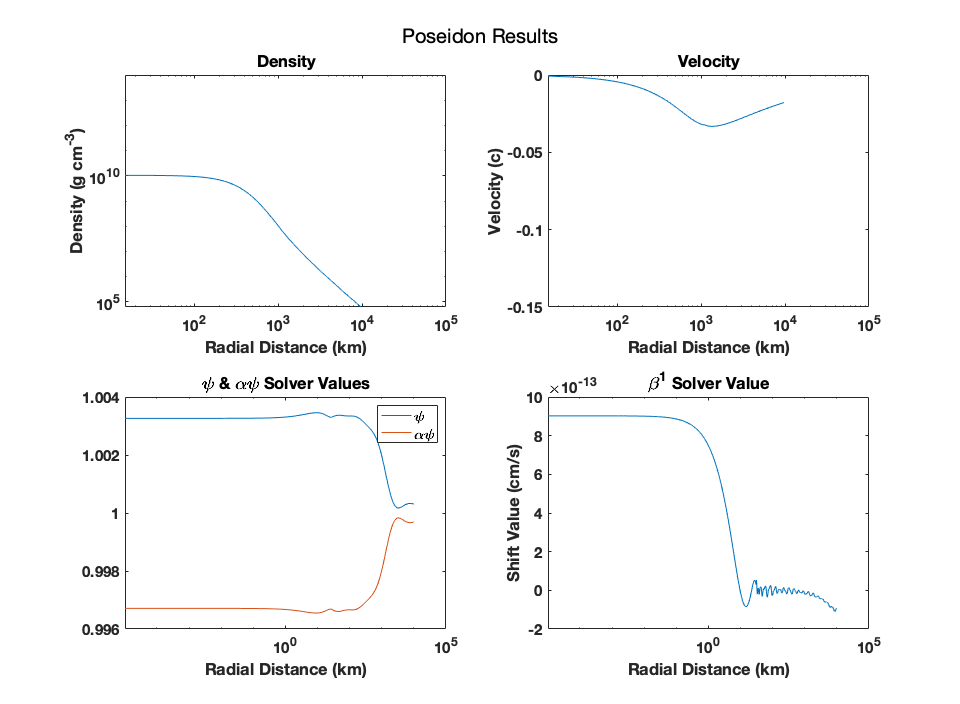 Poseidon Results
Density
Density (g cm⁻³)
10¹⁰
10⁵
10² 10³ 10⁴ 10⁵
Radial Distance (km)
Velocity
Velocity (c)
0
-0.05
-0.1
-0.15
10² 10³ 10⁴ 10⁵
Radial Distance (km)
ψ & αψ Solver Values
1.004
1.002
1
0.998
0.996
ψ
αψ
10⁰ 10⁵
Radial Distance (km)
β¹ Solver Value
×10⁻¹³
Shift Value (cm/s)
10
8
6
4
2
0
-2
10⁰ 10⁵
Radial Distance (km)